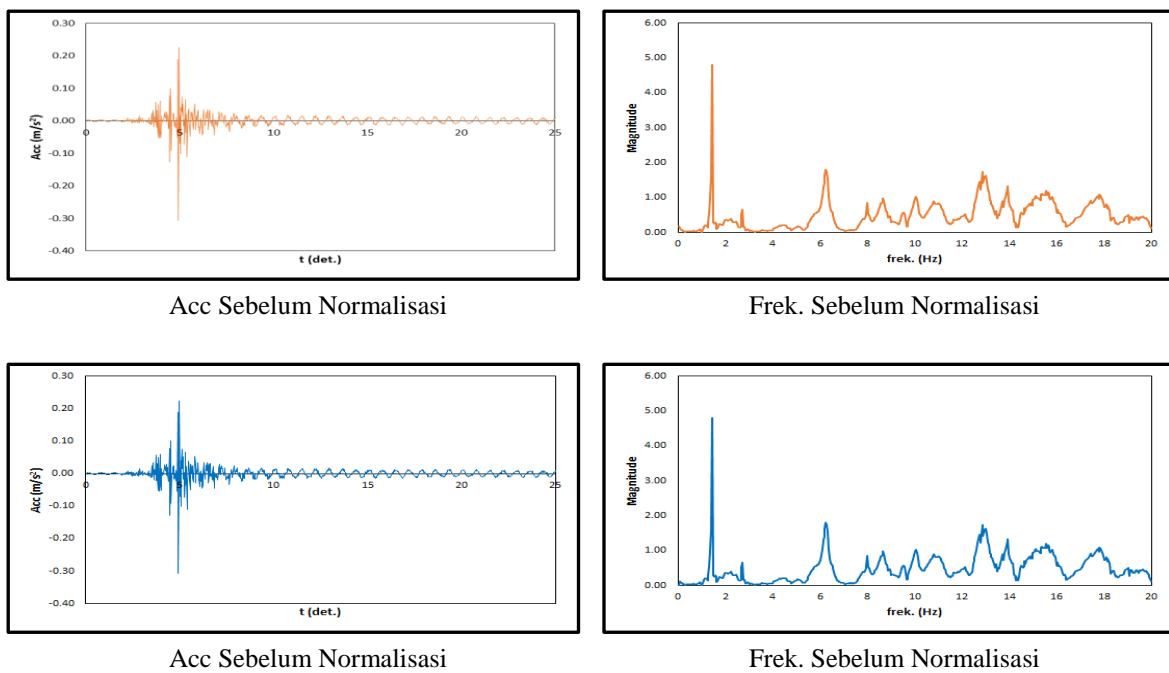 0.30
0.20
0.10
0.00
-0.10
-0.20
-0.30
-0.40
Acc (m/s²)
0 5 10 15 20 25
t (det.)
Acc Sebelum Normalisasi
6.00
5.00
4.00
3.00
2.00
1.00
0.00
Magnitude
0 2 4 6 8 10 12 14 16 18 20
frek. (Hz)
Frek. Sebelum Normalisasi
0.30
0.20
0.10
0.00
-0.10
-0.20
-0.30
-0.40
Acc (m/s²)
0 5 10 15 20 25
t (det.)
Acc Sebelum Normalisasi
6.00
5.00
4.00
3.00
2.00
1.00
0.00
Magnitude
0 2 4 6 8 10 12 14 16 18 20
frek. (Hz)
Frek. Sebelum Normalisasi